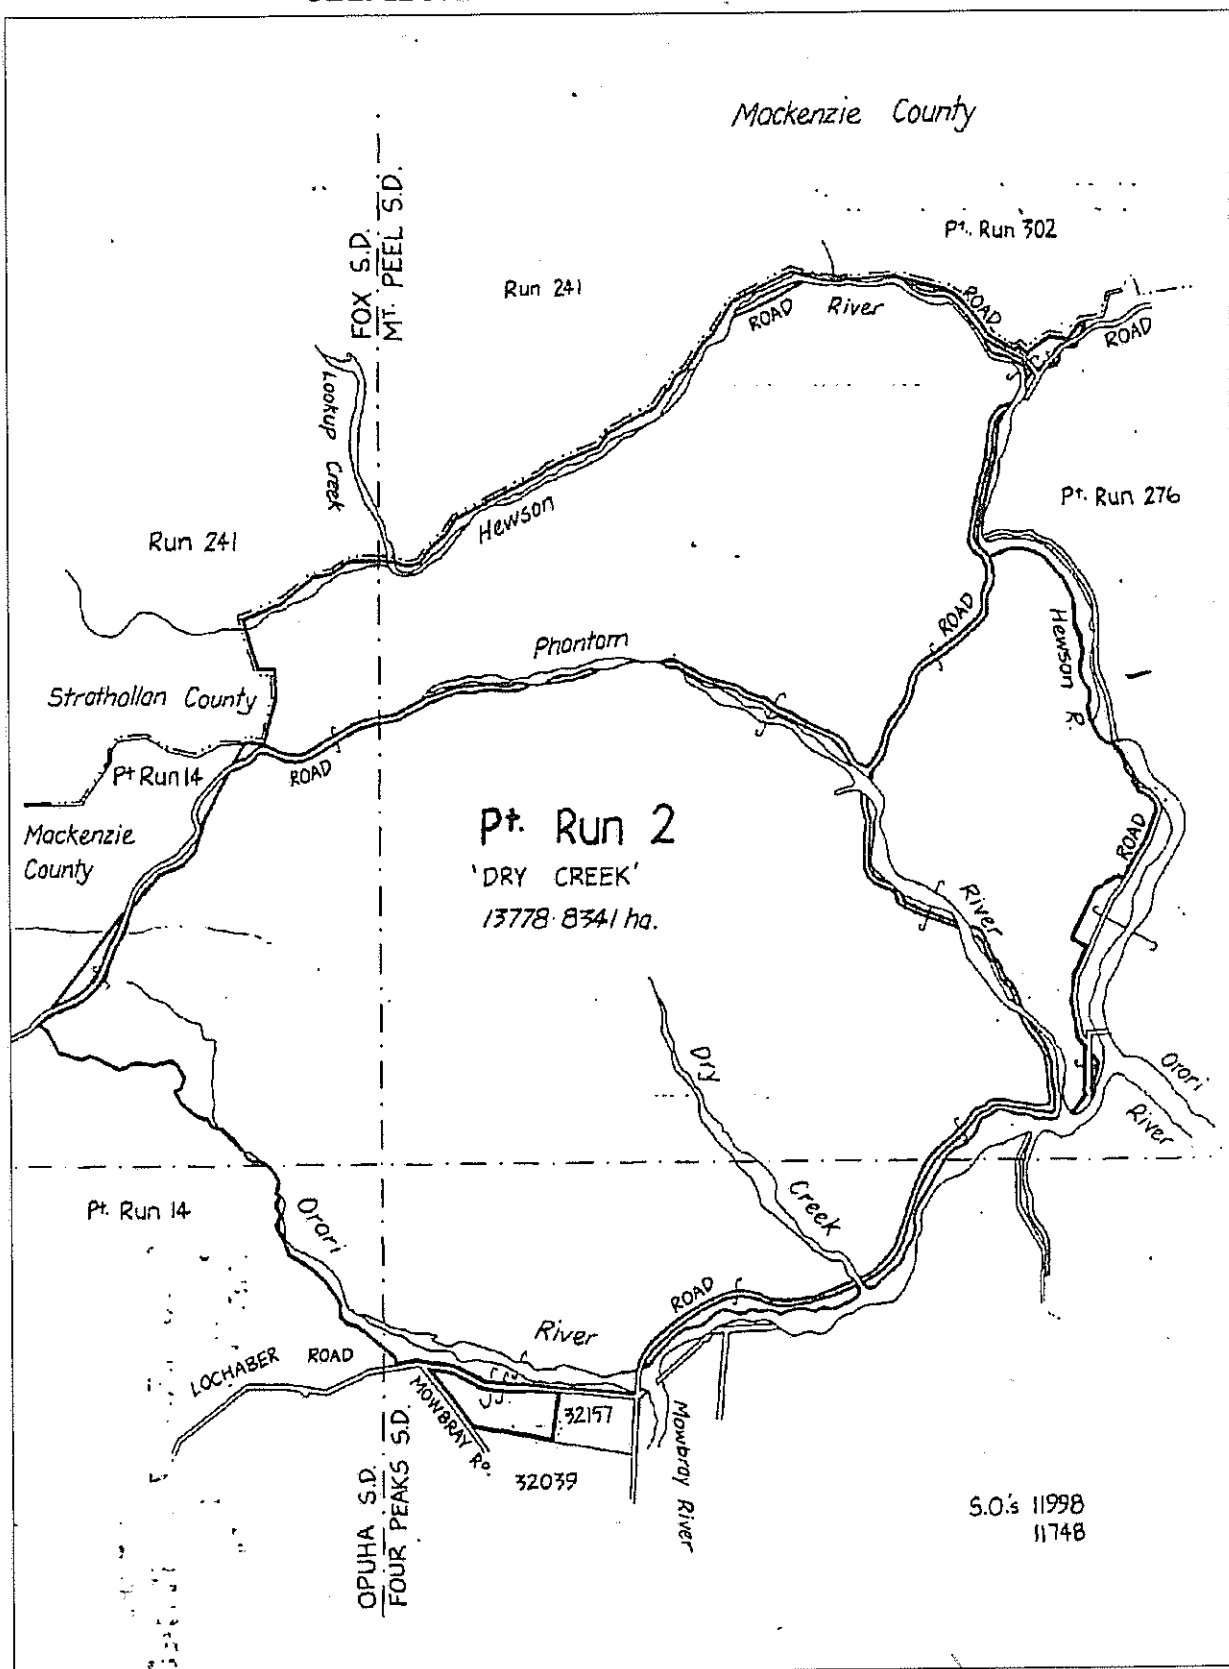 Mackenzie County
Pt. Run 302
FOX S.D.
MT. PEEL S.D.
Run 241
ROAD
River
ROAD
ROAD
Lookup Creek
Hewson
Pt. Run 276
Run 241
ROAD
Hewson R.
Phantom
Strathallan County
Pt Run 14
ROAD
Mackenzie
County
Pt. Run 2
'DRY CREEK'
13778·8341 ha.
ROAD
River
Dry
Creek
Orari
River
Pt. Run 14
Orari
River
ROAD
LOCHABER ROAD
MOWBRAY RD.
32157
32039
Mowbray River
OPUHA S.D.
FOUR PEAKS S.D.
S.O.'s 11998
11748